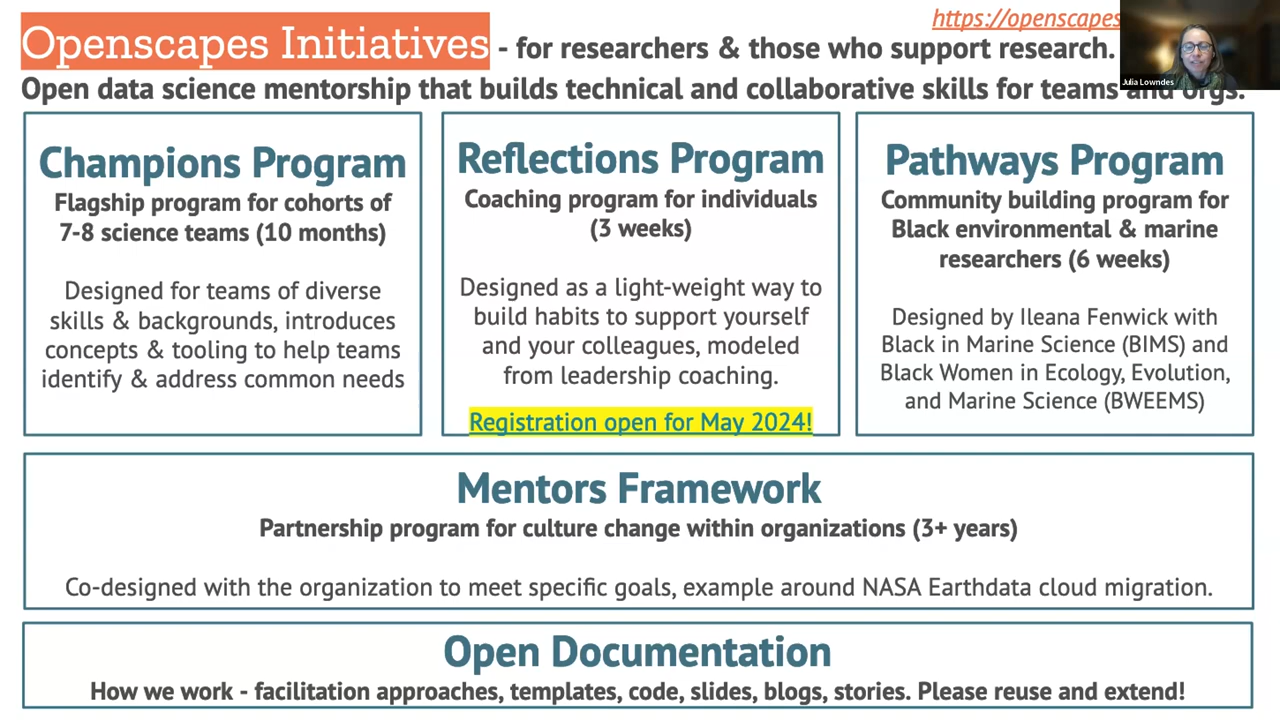 https://openscapes
Openscapes Initiatives - for researchers & those who support research.
Julia Lowndes
Open data science mentorship that builds technical and collaborative skills for teams and orgs.
Champions Program
Flagship program for cohorts of
7-8 science teams (10 months)
Designed for teams of diverse
skills & backgrounds, introduces
concepts & tooling to help teams
identify & address common needs
Reflections Program
Coaching program for individuals
(3 weeks)
Designed as a light-weight way to
build habits to support yourself
and your colleagues, modeled
from leadership coaching.
Registration open for May 2024!
Pathways Program
Community building program for
Black environmental & marine
researchers (6 weeks)
Designed by Ileana Fenwick with
Black in Marine Science (BIMS) and
Black Women in Ecology, Evolution,
and Marine Science (BWEEMS)
Mentors Framework
Partnership program for culture change within organizations (3+ years)
Co-designed with the organization to meet specific goals, example around NASA Earthdata cloud migration.
Open Documentation
How we work - facilitation approaches, templates, code, slides, blogs, stories. Please reuse and extend!